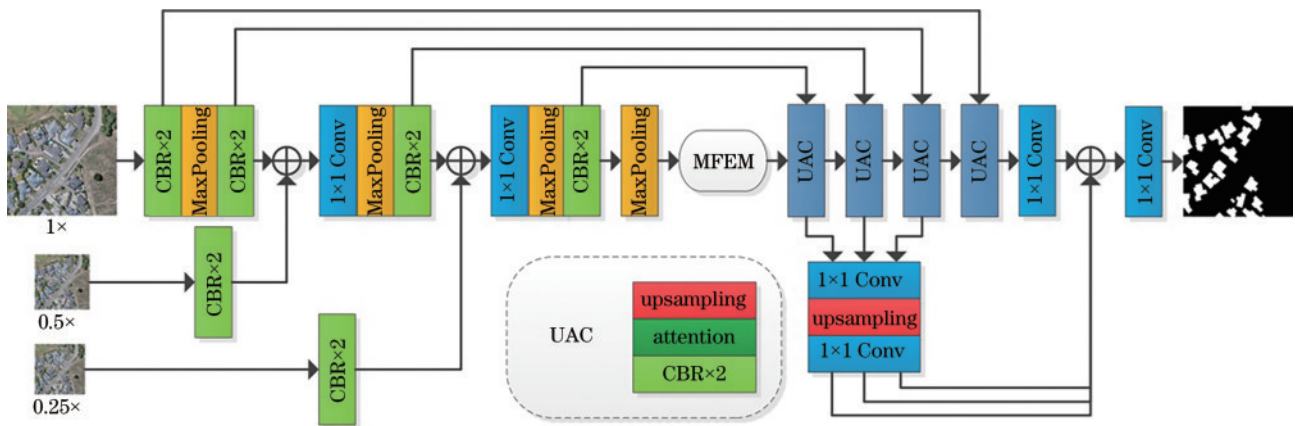 1×
CBR×2
MaxPooling
CBR×2
1×1 Conv
MaxPooling
CBR×2
1×1 Conv
MaxPooling
CBR×2
MaxPooling
MFEM
UAC
UAC
UAC
UAC
1×1 Conv
1×1 Conv
0.5×
CBR×2
0.25×
CBR×2
UAC
upsampling
attention
CBR×2
1×1 Conv
upsampling
1×1 Conv